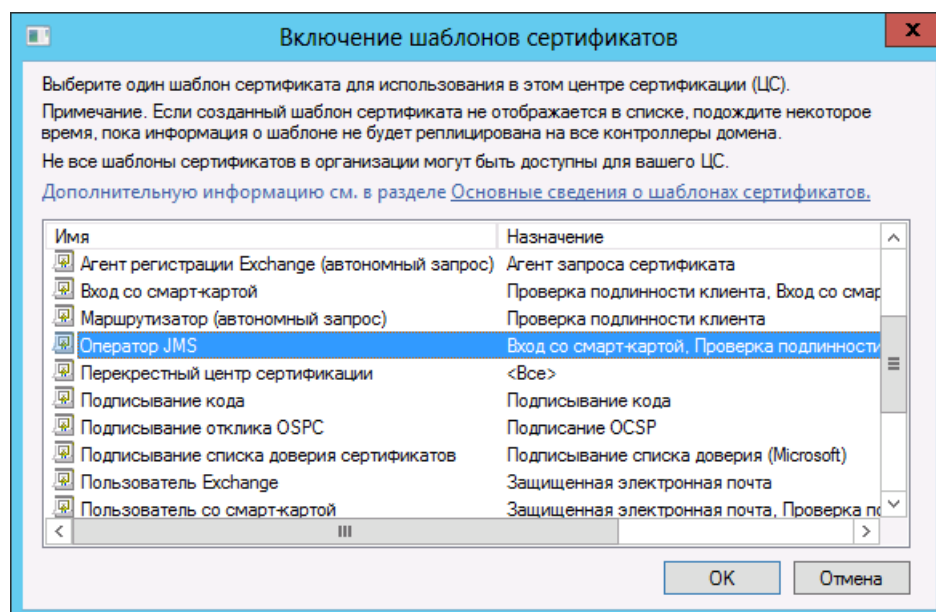 Включение шаблонов сертификатов
x
Выберите один шаблон сертификата для использования в этом центре сертификации (ЦС).
Примечание. Если созданный шаблон сертификата не отображается в списке, подождите некоторое
время, пока информация о шаблоне не будет реплицирована на все контроллеры домена.
Не все шаблоны сертификатов в организации могут быть доступны для вашего ЦС.
Дополнительную информацию см. в разделе Основные сведения о шаблонах сертификатов.
Имя Назначение
Агент регистрации Exchange (автономный запрос) Агент запроса сертификата
Вход со смарт-картой Проверка подлинности клиента, Вход со смар
Маршрутизатор (автономный запрос) Проверка подлинности клиента
Оператор JMS Вход со смарт-картой, Проверка подлинности
Перекрестный центр сертификации <Все>
Подписывание кода Подписывание кода
Подписывание отклика OSPC Подписание OCSP
Подписывание списка доверия сертификатов Подписывание списка доверия (Microsoft)
Пользователь Exchange Защищенная электронная почта
Пользователь со смарт-картой Защищенная электронная почта, Проверка по
OK Отмена